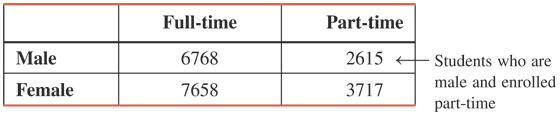 Full-time Part-time
Male 6768 2615
Female 7658 3717
Students who are
male and enrolled
part-time